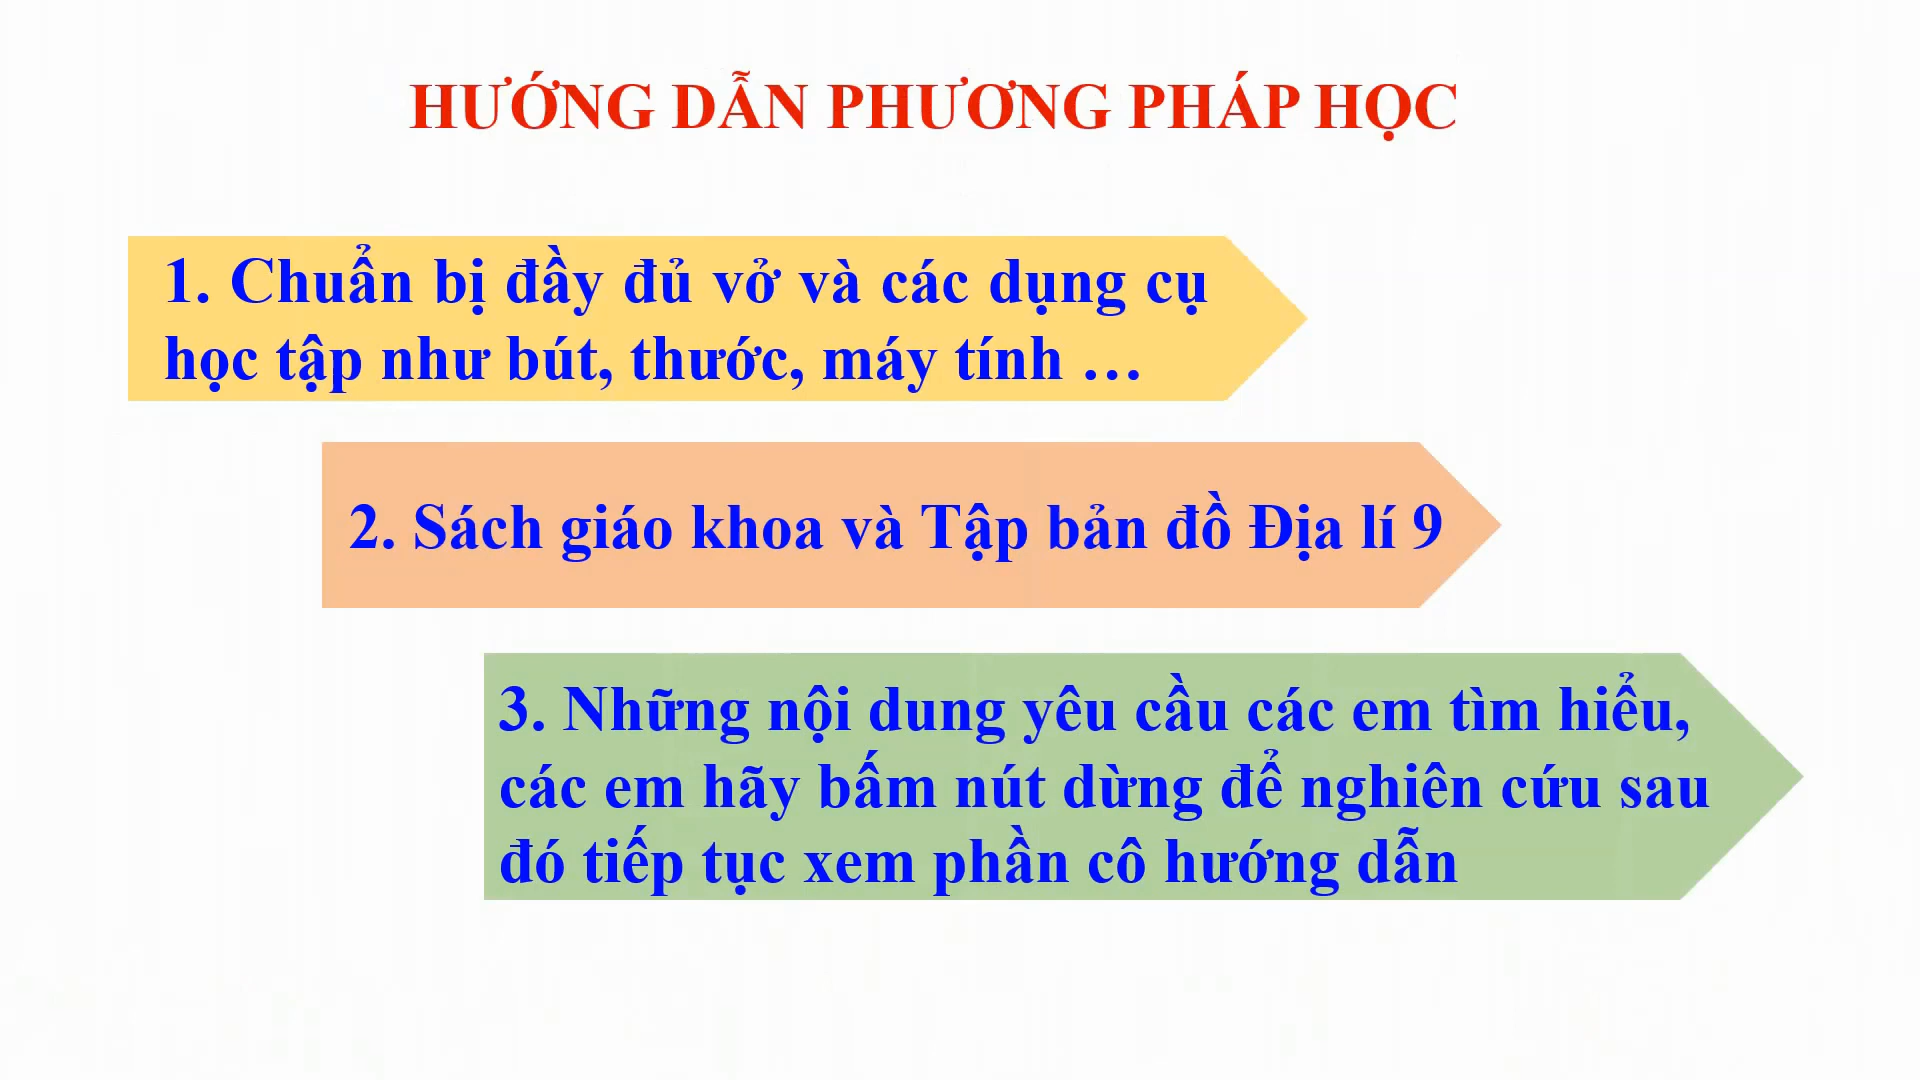 HƯỚNG DẪN PHƯƠNG PHÁP HỌC
1. Chuẩn bị đầy đủ vở và các dụng cụ
học tập như bút, thước, máy tính …
2. Sách giáo khoa và Tập bản đồ Địa lí 9
3. Những nội dung yêu cầu các em tìm hiểu,
các em hãy bấm nút dừng để nghiên cứu sau
đó tiếp tục xem phần cô hướng dẫn